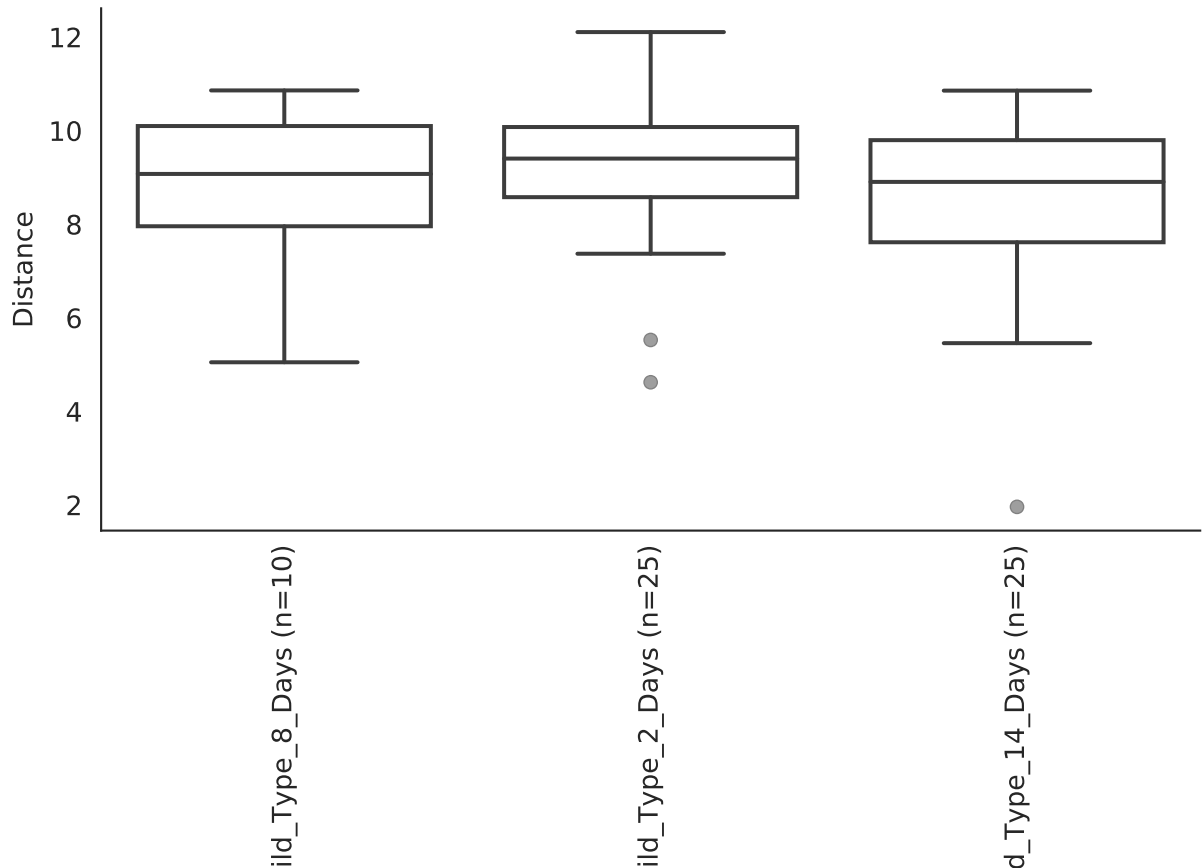 12
10
8
6
4
2
Distance
ild_Type_8_Days (n=10)
ild_Type_2_Days (n=25)
d_Type_14_Days (n=25)